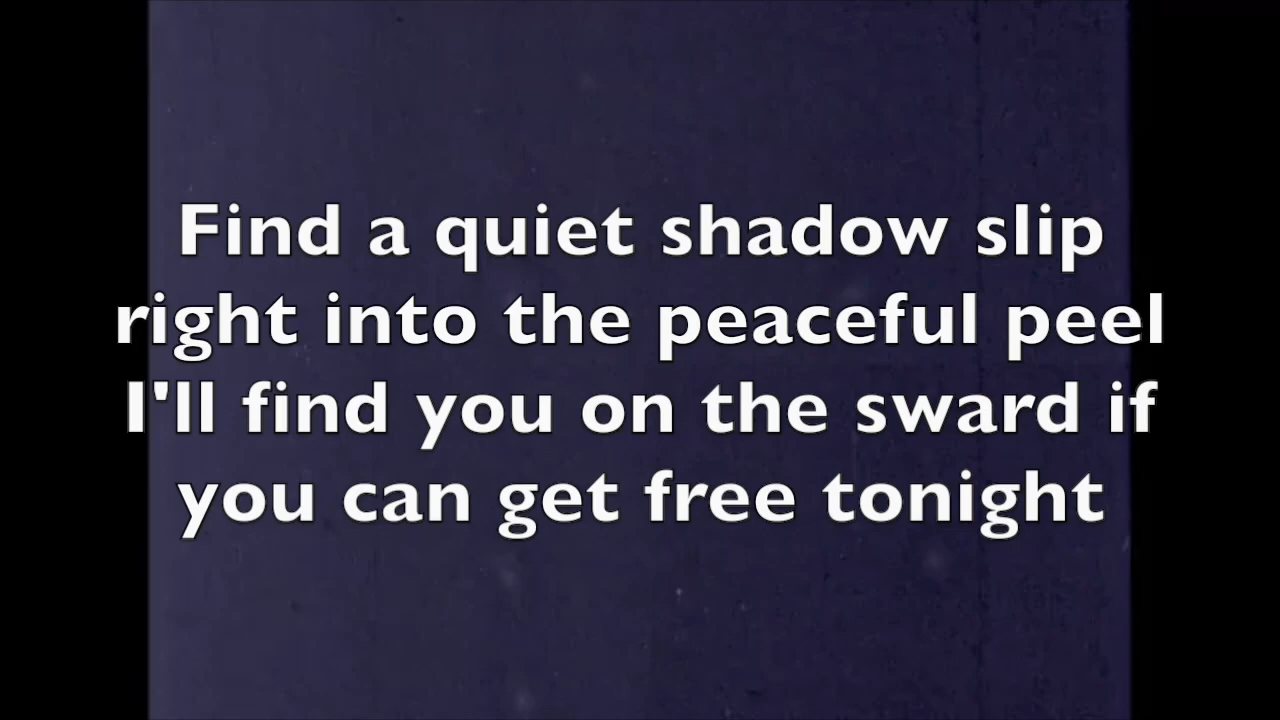 Find a quiet shadow slip
right into the peaceful peel
I'll find you on the sward if
you can get free tonight